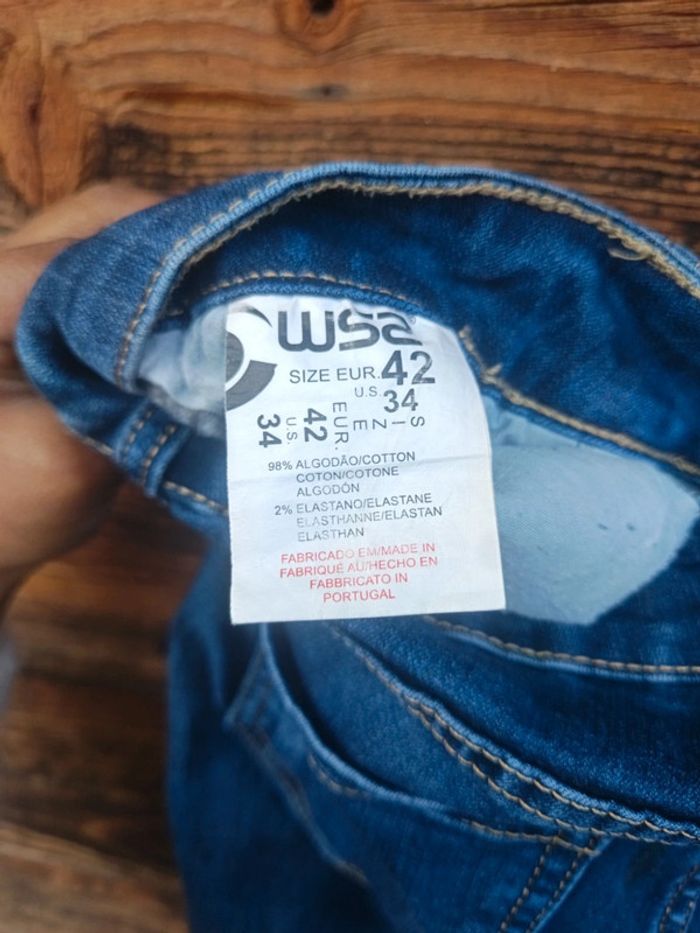 WSA
SIZE EUR. 42
U.S. 34
SIZE
EUR. 42
U.S. 34
98% ALGODÃO/COTTON
COTON/COTONE
ALGODÓN
2% ELASTANO/ELASTANE
ELASTHANNE/ELASTAN
ELASTHAN
FABRICADO EM/MADE IN
FABRIQUÉ AU/HECHO EN
FABBRICATO IN
PORTUGAL